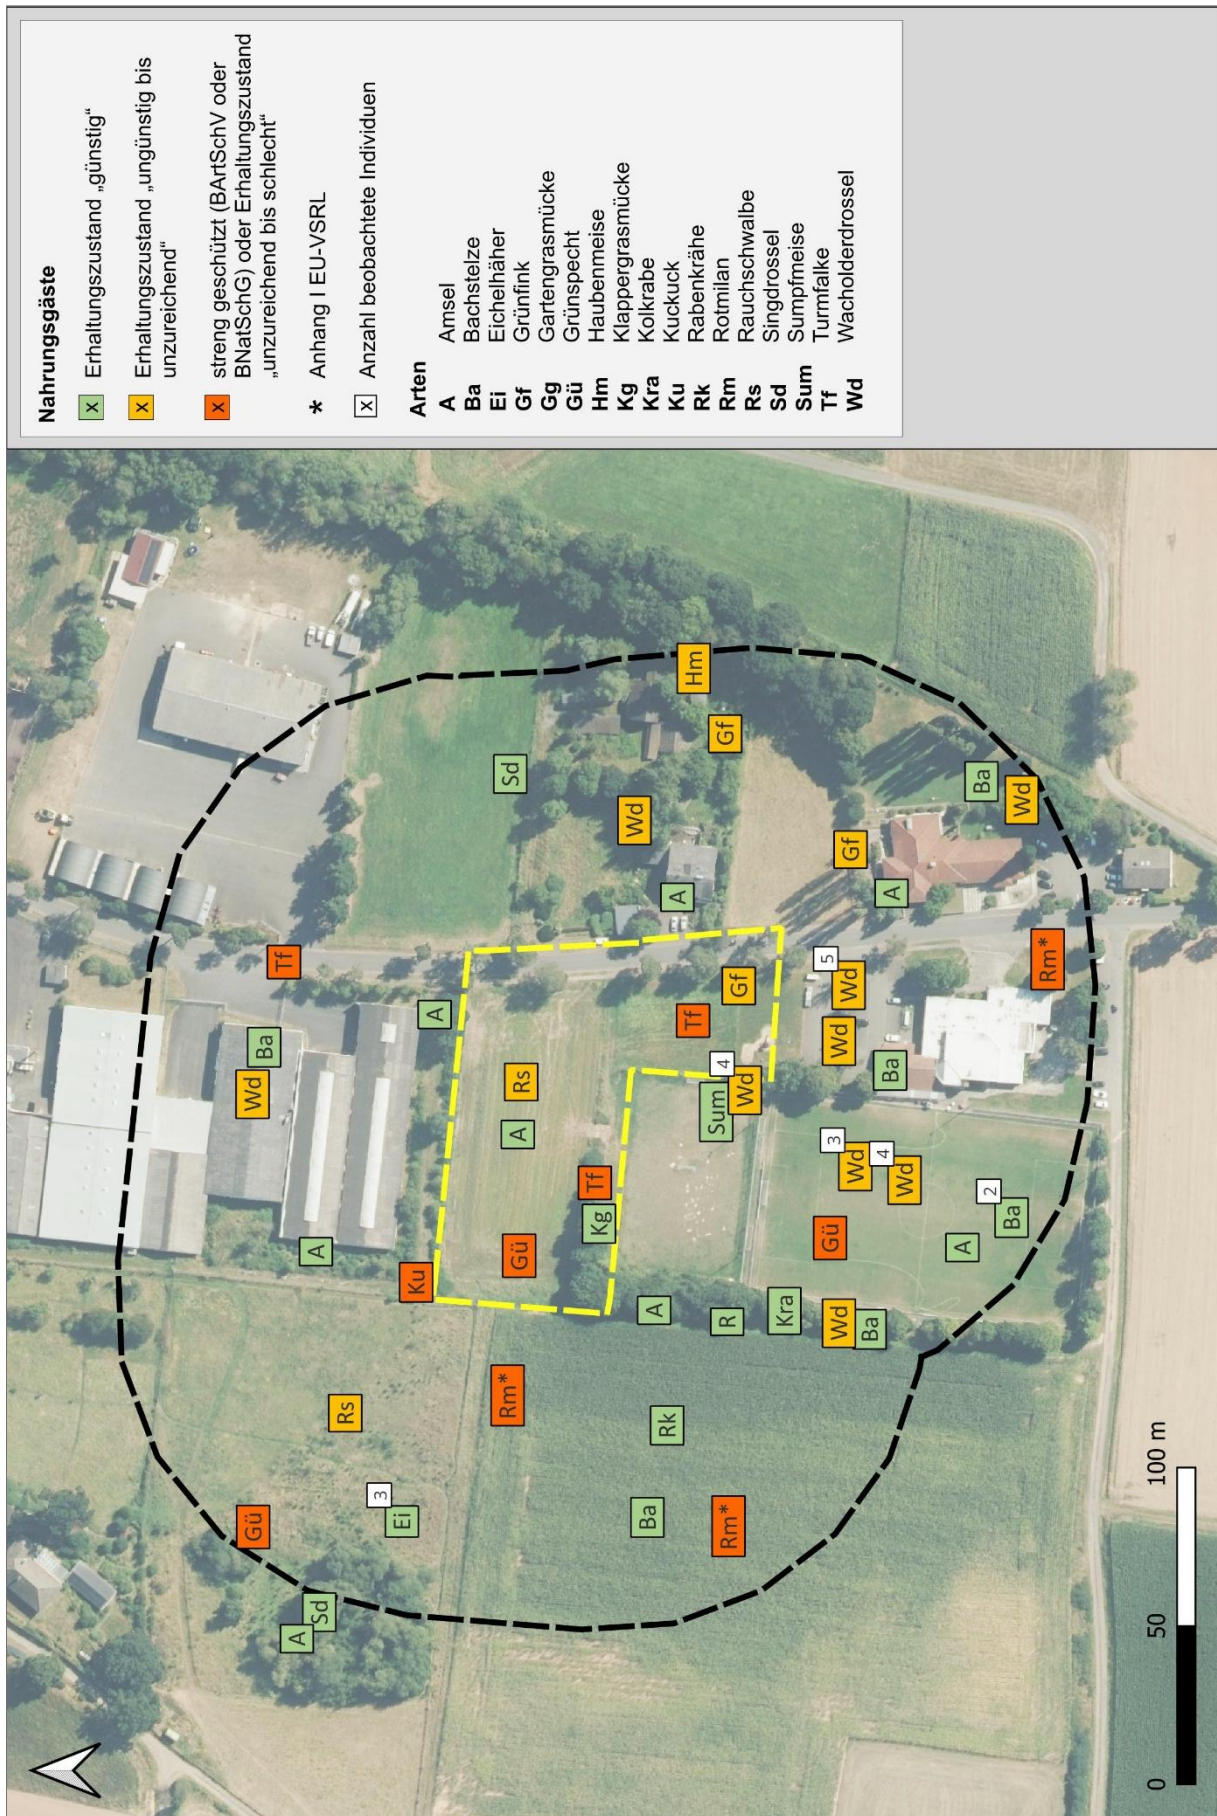 Gü
Wd
Ba
Tf
A
Sd
A
Rs
3
Ei
Ku
A
Rm*
Sd
Gü
A
Rs
Kg
Tf
Wd
Ba
A
Rk
A
Tf
Hm
Sum
4
Wd
R
Gf
Rm*
Gf
Kra
5
Wd
Gü
3
Wd
Wd
Wd
Gf
Ba
4
Wd
Ba
A
A
Ba
2
Ba
Wd
Rm*
0 50 100 m
Nahrungsgäste
x Erhaltungszustand „günstig“
x Erhaltungszustand „ungünstig bis
unzureichend“
x streng geschützt (BArtSchV oder
BNatSchG) oder Erhaltungszustand
„unzureichend bis schlecht“
* Anhang I EU-VSRL
x Anzahl beobachtete Individuen
Arten
A Amsel
Ba Bachstelze
Ei Eichelhäher
Gf Grünfink
Gg Gartengrasmücke
Gü Grünspecht
Hm Haubenmeise
Kg Klappergrasmücke
Kra Kolkrabe
Ku Kuckuck
Rk Rabenkrähe
Rm Rotmilan
Rs Rauchschwalbe
Sd Singdrossel
Sum Sumpfmeise
Tf Turmfalke
Wd Wacholderdrossel